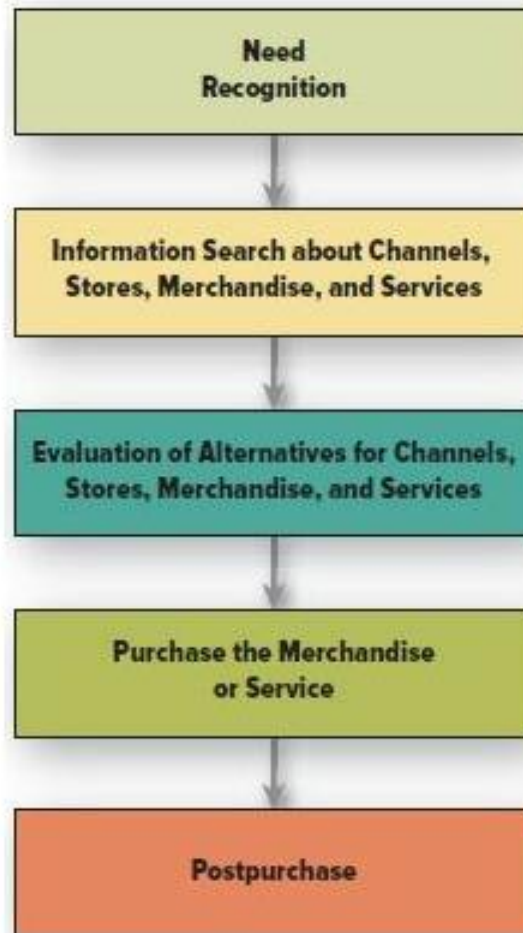 Need
Recognition
Information Search about Channels,
Stores, Merchandise, and Services
Evaluation of Alternatives for Channels,
Stores, Merchandise, and Services
Purchase the Merchandise
or Service
Postpurchase